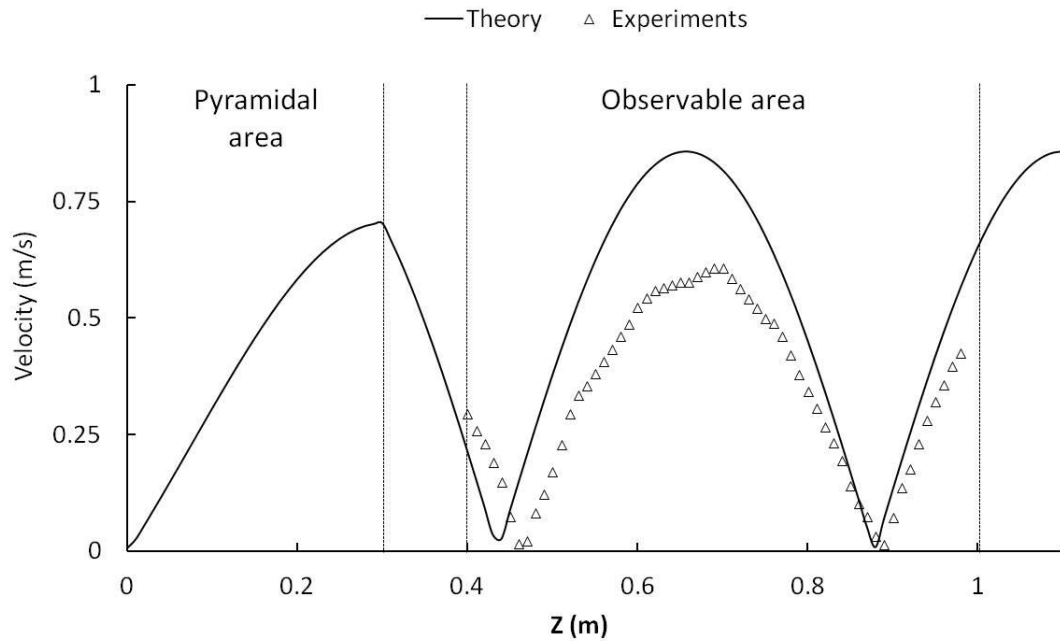 Theory Experiments
Pyramidal
area
Observable area
Velocity (m/s)
1
0.75
0.5
0.25
0
0 0.2 0.4 0.6 0.8 1
Z (m)